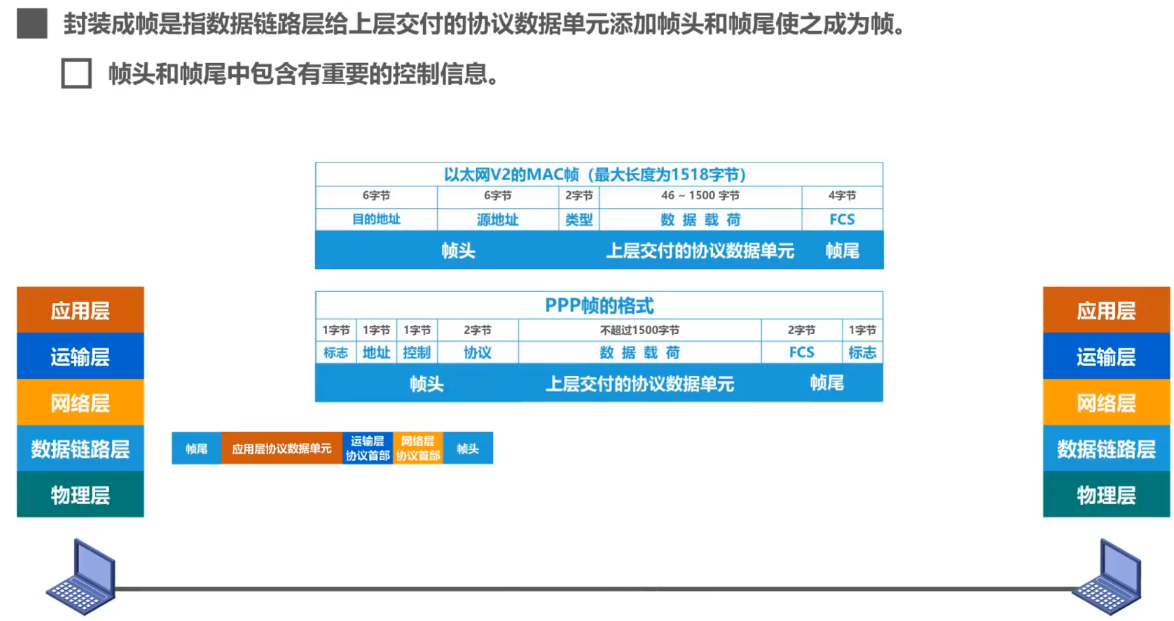 封装成帧是指数据链路层给上层交付的协议数据单元添加帧头和帧尾使之成为帧。
帧头和帧尾中包含有重要的控制信息。
以太网V2的MAC帧（最大长度为1518字节）
6字节 6字节 2字节 46 ~ 1500 字节 4字节
目的地址 源地址 类型 数 据 载 荷 FCS
帧头 上层交付的协议数据单元 帧尾
PPP帧的格式
1字节 1字节 1字节 2字节 不超过1500字节 2字节 1字节
标志 地址 控制 协议 数 据 载 荷 FCS 标志
帧头 上层交付的协议数据单元 帧尾
应用层
运输层
网络层
数据链路层
物理层
帧尾 应用层协议数据单元 运输层
协议首部 网络层
协议首部 帧头
应用层
运输层
网络层
数据链路层
物理层